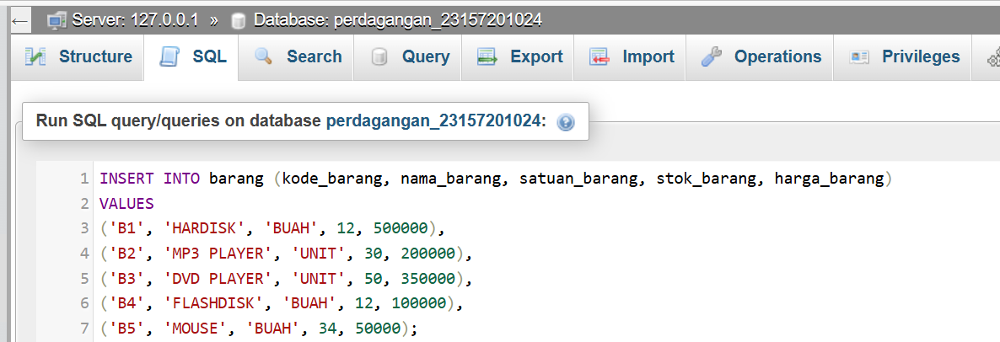 Server: 127.0.0.1 » Database: perdagangan_23157201024
Structure SQL Search Query Export Import Operations Privileges
Run SQL query/queries on database perdagangan_23157201024:
1 INSERT INTO barang (kode_barang, nama_barang, satuan_barang, stok_barang, harga_barang)
2 VALUES
3 ('B1', 'HARDISK', 'BUAH', 12, 500000),
4 ('B2', 'MP3 PLAYER', 'UNIT', 30, 200000),
5 ('B3', 'DVD PLAYER', 'UNIT', 50, 350000),
6 ('B4', 'FLASHDISK', 'BUAH', 12, 100000),
7 ('B5', 'MOUSE', 'BUAH', 34, 50000);